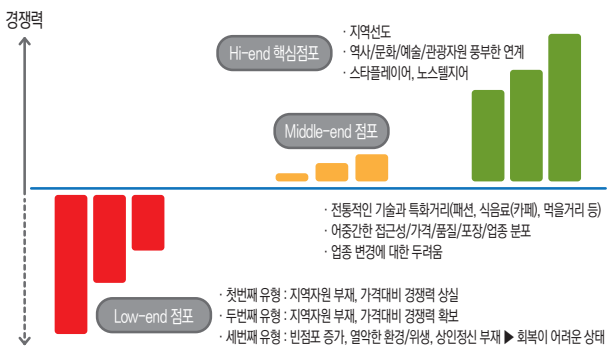 경쟁력
Hi-end 핵심점포
· 지역선도
· 역사/문화/예술/관광자원 풍부한 연계
· 스타플레이어, 노스텔지어
Middle-end 점포
· 전통적인 기술과 특화거리(패션, 식음료(카페), 먹을거리 등)
· 어중간한 접근성/가격/품질/포장/업종 분포
· 업종 변경에 대한 두려움
Low-end 점포
· 첫번째 유형 : 지역자원 부재, 가격대비 경쟁력 상실
· 두번째 유형 : 지역자원 부재, 가격대비 경쟁력 확보
· 세번째 유형 : 빈점포 증가, 열악한 환경/위생, 상인정신 부재 ▶ 회복이 어려운 상태